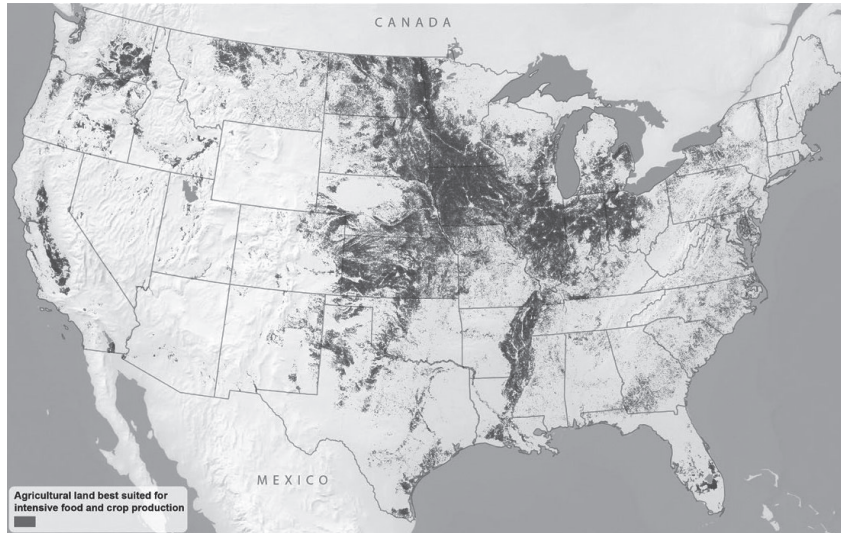 CANADA
MEXICO
Agricultural land best suited for
intensive food and crop production